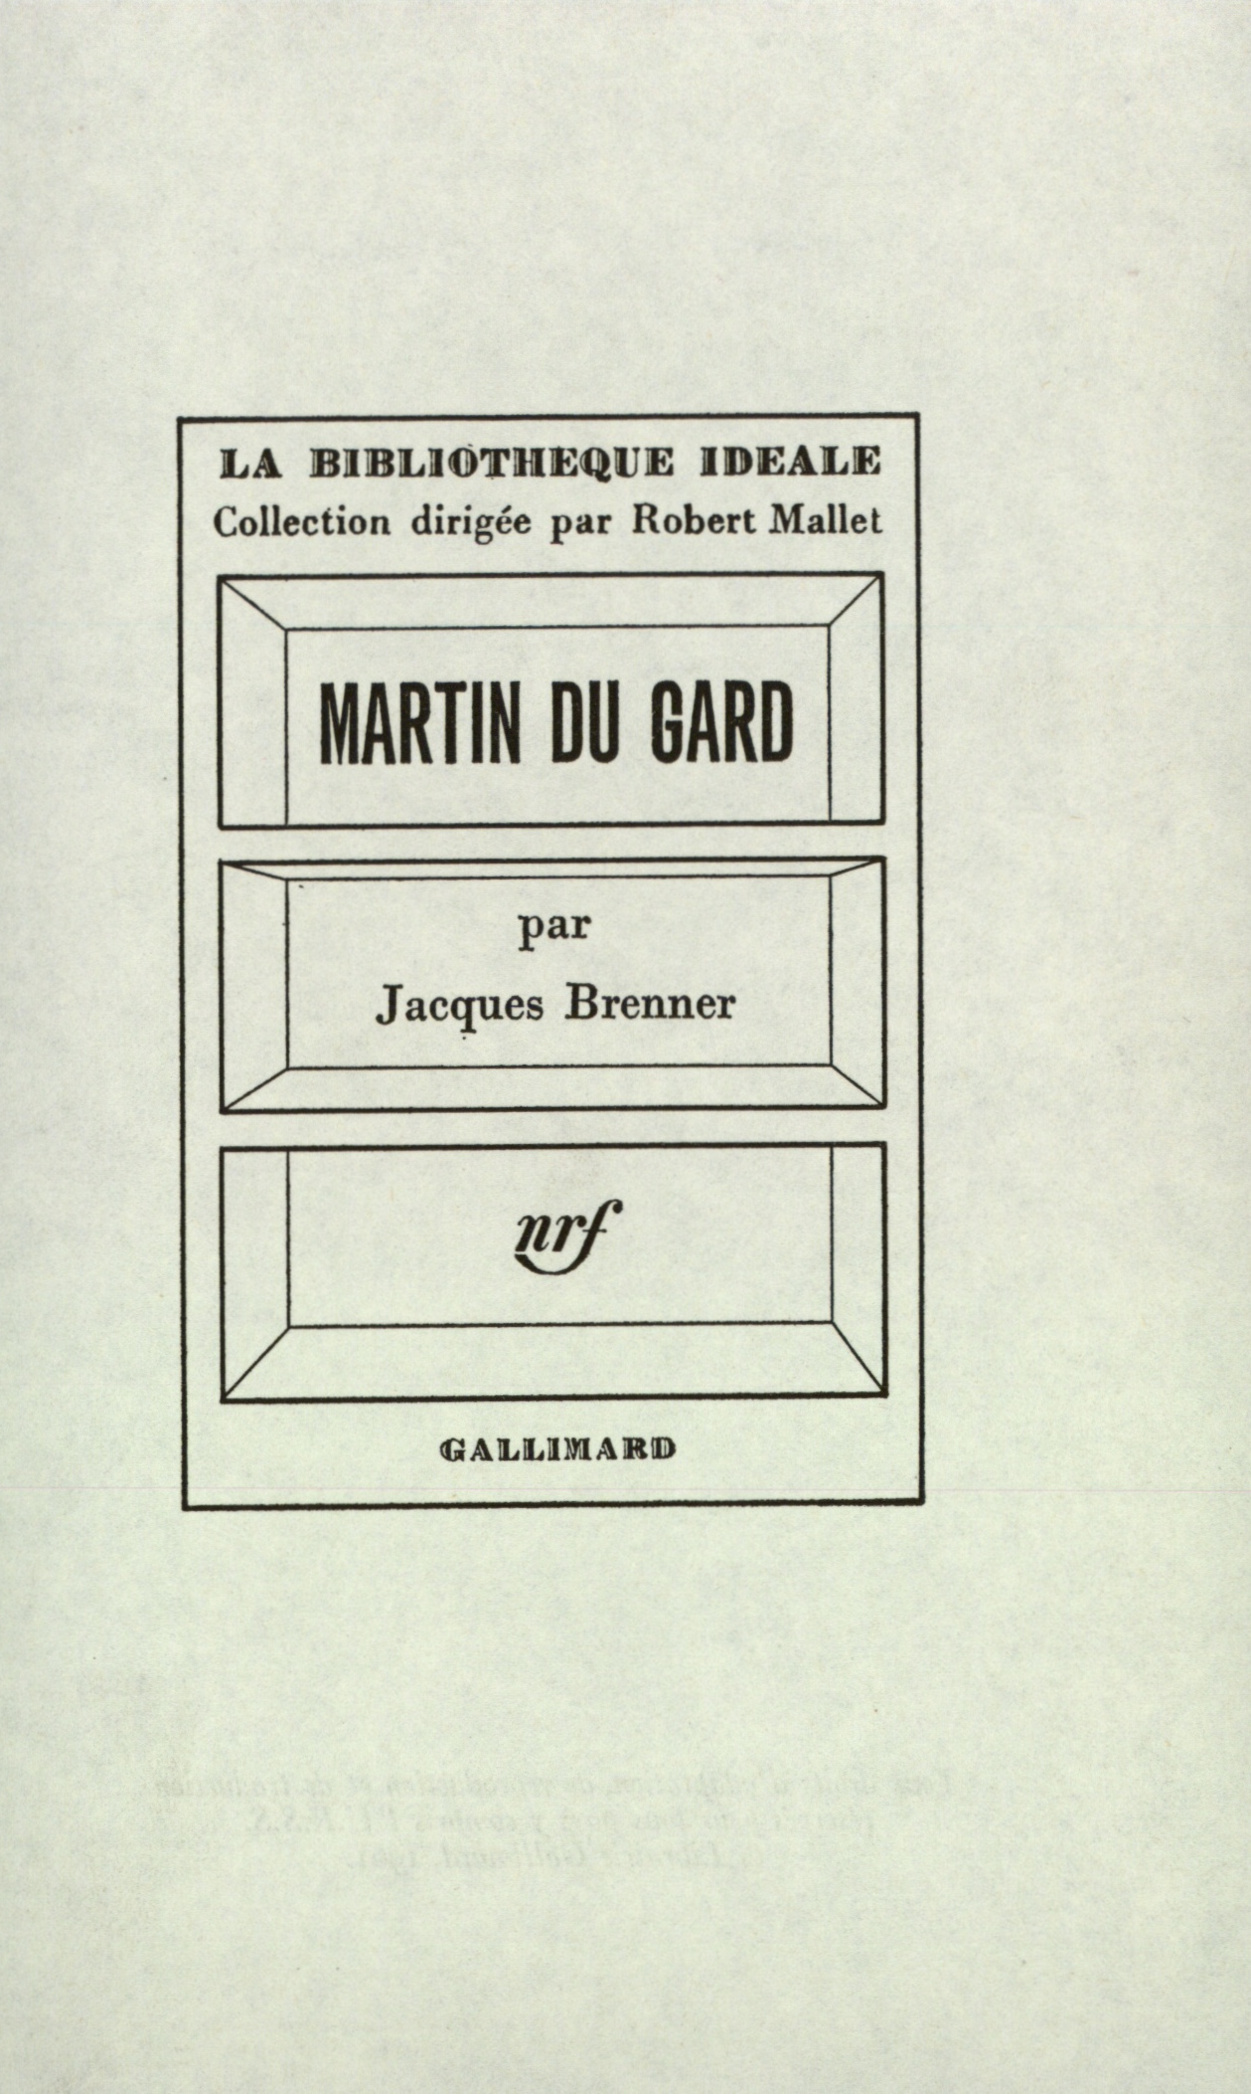 LA BIBLIOTHEQUE IDEALE
Collection dirigée par Robert Mallet
MARTIN DU GARD
par
Jacques Brenner
nrf
GALLIMARD